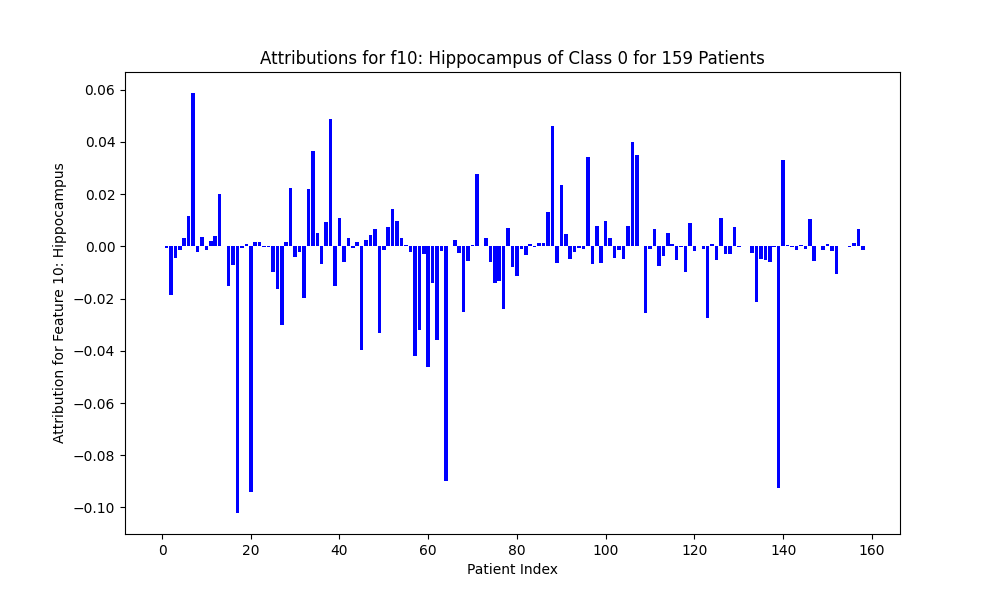 Attributions for f10: Hippocampus of Class 0 for 159 Patients
Attribution for Feature 10: Hippocampus
0.06
0.04
0.02
0.00
−0.02
−0.04
−0.06
−0.08
−0.10
0 20 40 60 80 100 120 140 160
Patient Index